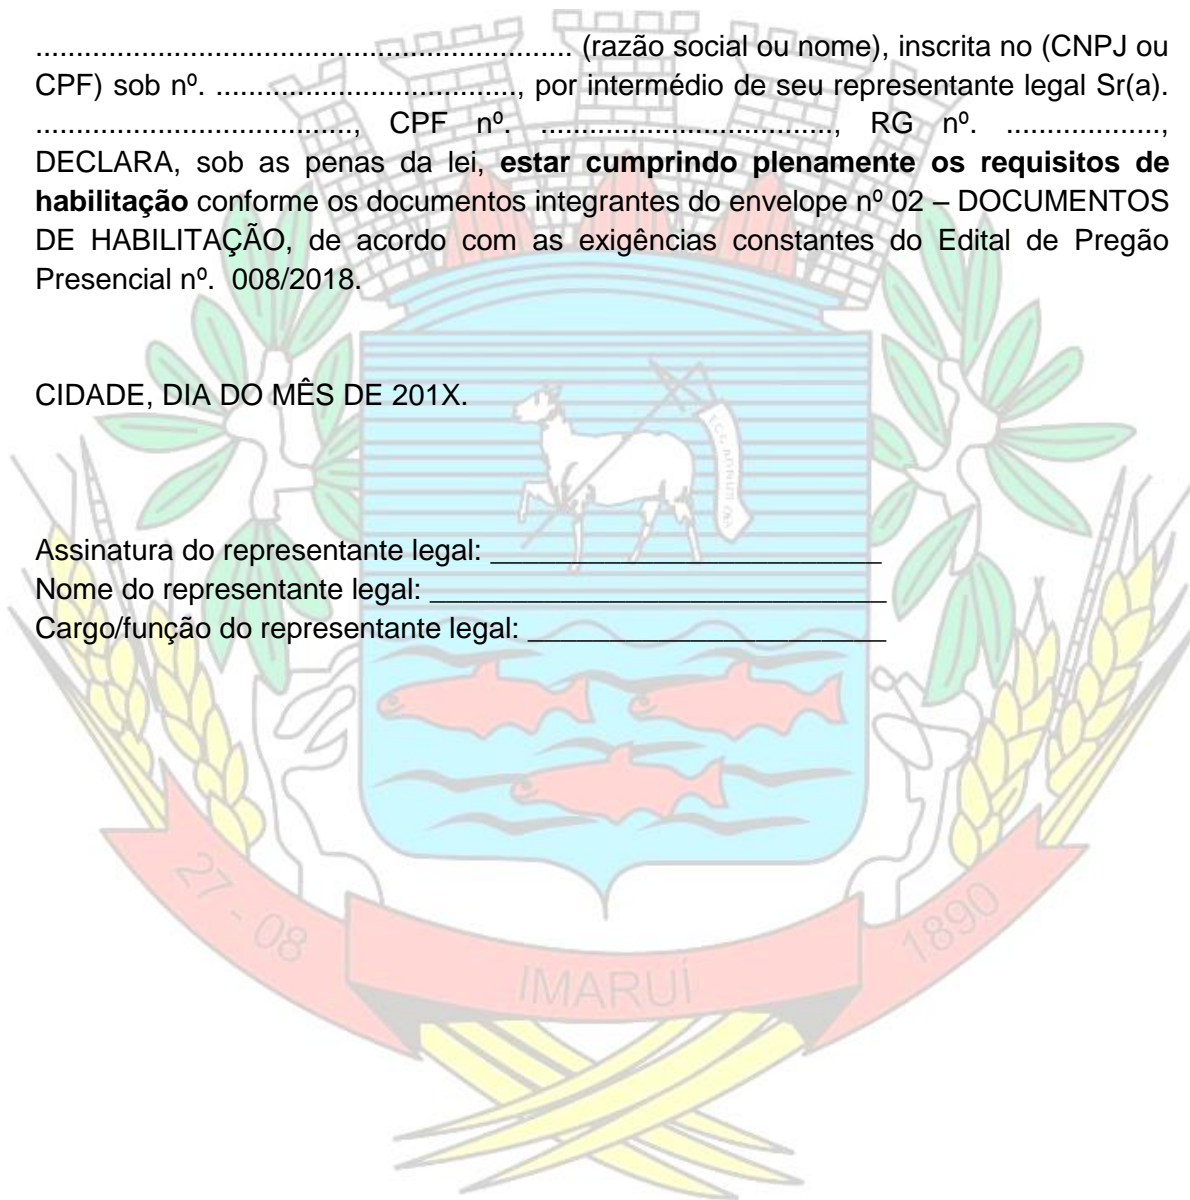 ................................................................. (razão social ou nome), inscrita no (CNPJ ou
CPF) sob nº. ....................................., por intermédio de seu representante legal Sr(a).
......................................, CPF nº. ...................................., RG nº. ...................,
DECLARA, sob as penas da lei, estar cumprindo plenamente os requisitos de
habilitação conforme os documentos integrantes do envelope nº 02 – DOCUMENTOS
DE HABILITAÇÃO, de acordo com as exigências constantes do Edital de Pregão
Presencial nº. 008/2018.
CIDADE, DIA DO MÊS DE 201X.
Assinatura do representante legal: ________________________
Nome do representante legal: ____________________________
Cargo/função do representante legal: ______________________
27 - 08
IMARUÍ
1890